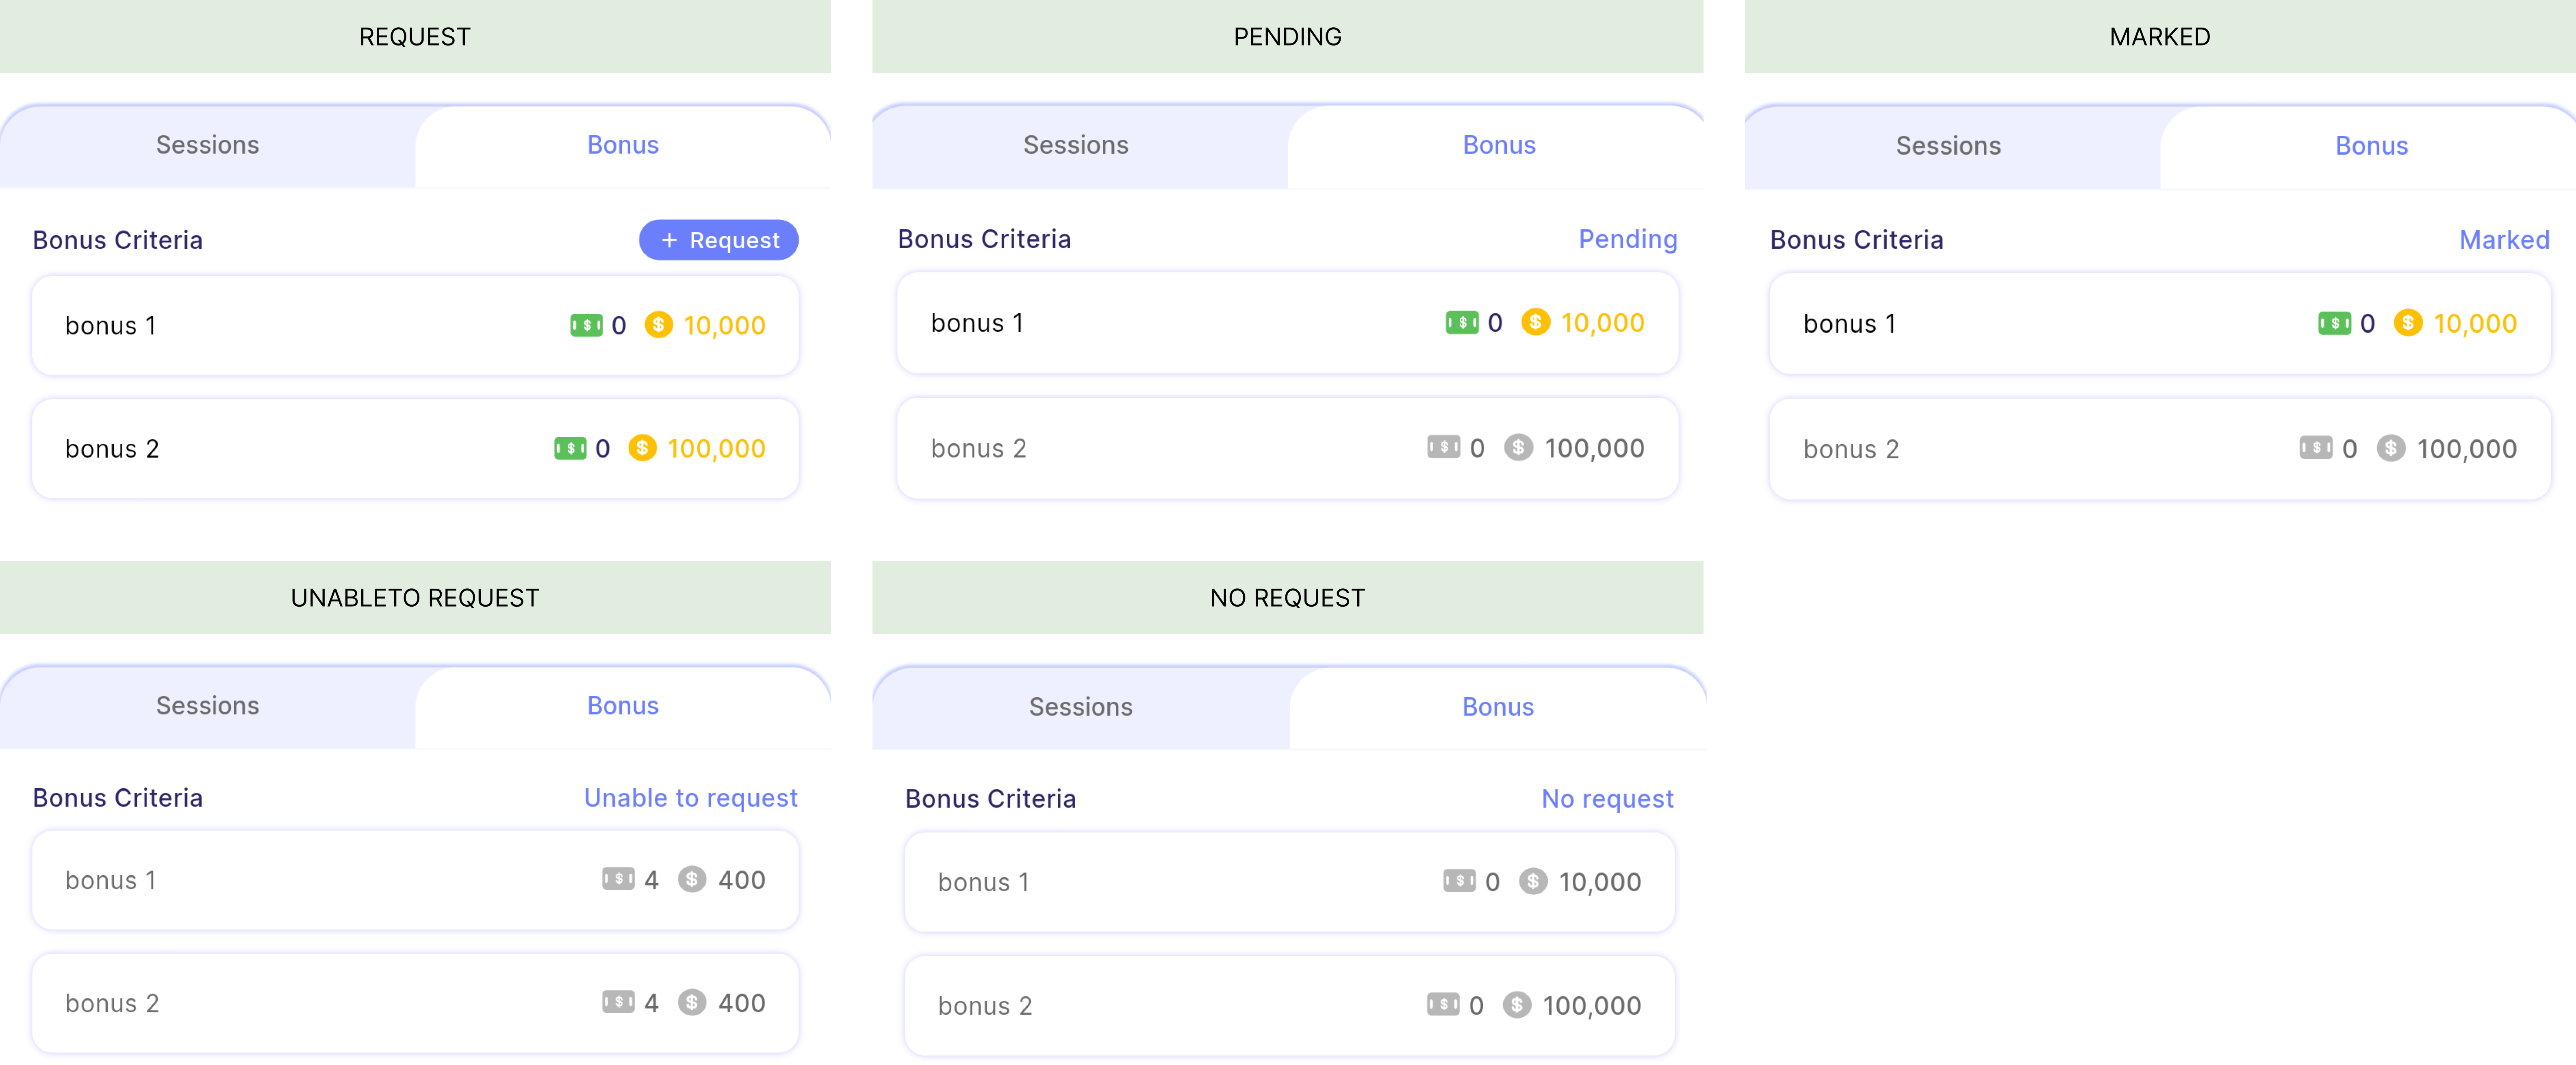 REQUEST
Sessions
Bonus
Bonus Criteria
+ Request
bonus 1
$ 0 $ 10,000
bonus 2
$ 0 $ 100,000
PENDING
Sessions
Bonus
Bonus Criteria
Pending
bonus 1
$ 0 $ 10,000
bonus 2
$ 0 $ 100,000
MARKED
Sessions
Bonus
Bonus Criteria
Marked
bonus 1
$ 0 $ 10,000
bonus 2
$ 0 $ 100,000
UNABLETO REQUEST
Sessions
Bonus
Bonus Criteria
Unable to request
bonus 1
$ 4 $ 400
bonus 2
$ 4 $ 400
NO REQUEST
Sessions
Bonus
Bonus Criteria
No request
bonus 1
$ 0 $ 10,000
bonus 2
$ 0 $ 100,000